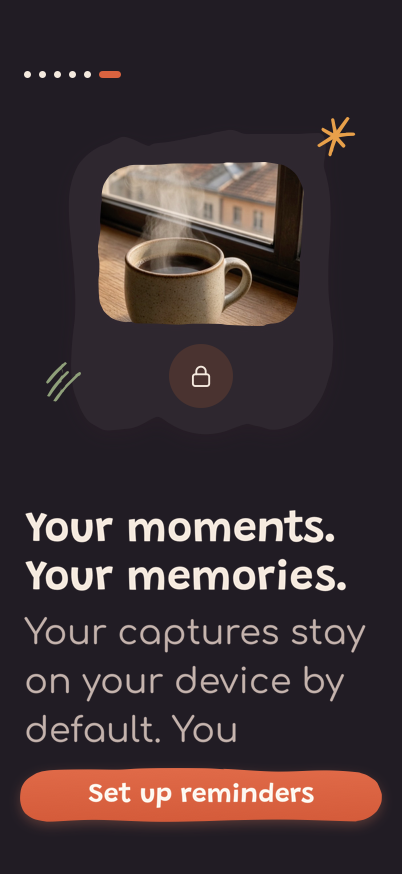 Your moments.
Your memories.
Your captures stay
on your device by
default. You
Set up reminders